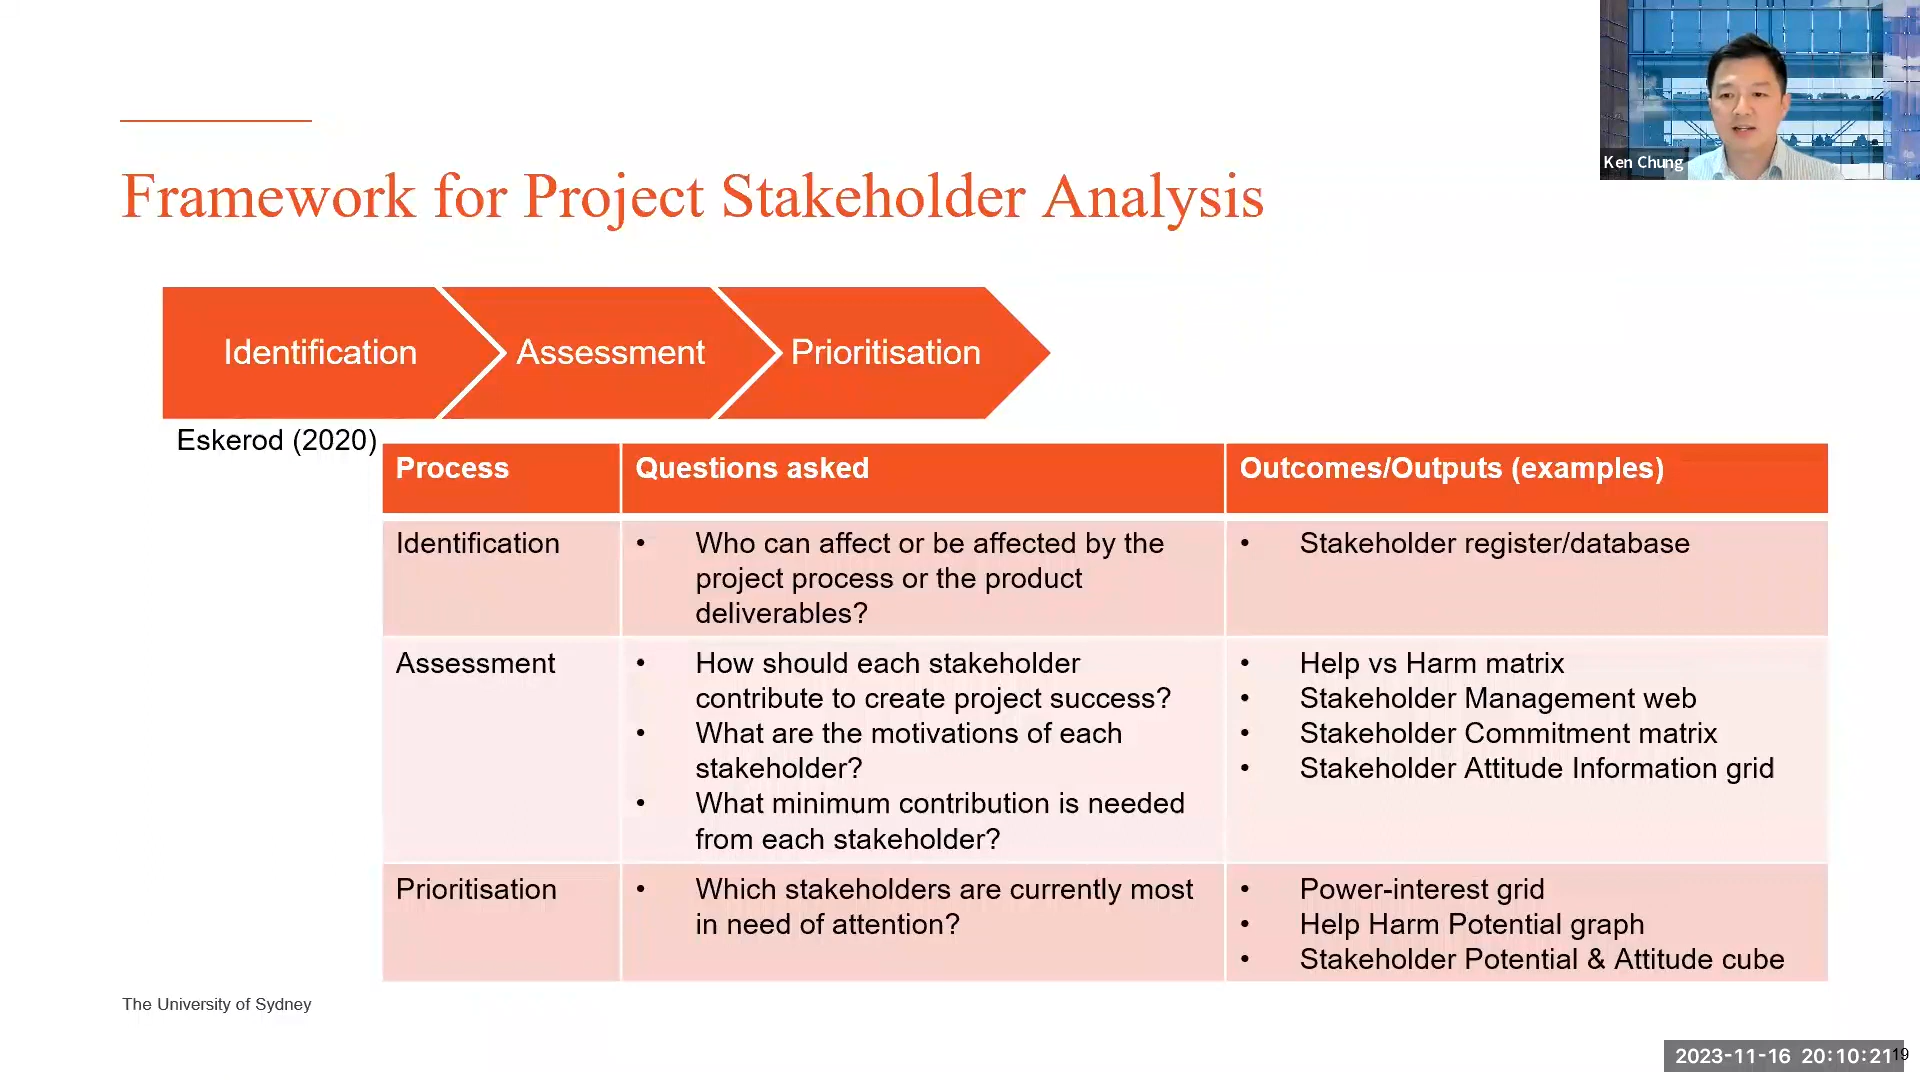 Ken Chung
Framework for Project Stakeholder Analysis
Identification
Assessment
Prioritisation
Eskerod (2020)
Process
Questions asked
Outcomes/Outputs (examples)
Identification
• Who can affect or be affected by the
project process or the product
deliverables?
• Stakeholder register/database
Assessment
• How should each stakeholder
contribute to create project success?
• What are the motivations of each
stakeholder?
• What minimum contribution is needed
from each stakeholder?
• Help vs Harm matrix
• Stakeholder Management web
• Stakeholder Commitment matrix
• Stakeholder Attitude Information grid
Prioritisation
• Which stakeholders are currently most
in need of attention?
• Power-interest grid
• Help Harm Potential graph
• Stakeholder Potential & Attitude cube
The University of Sydney
2023-11-16 20:10:21
19